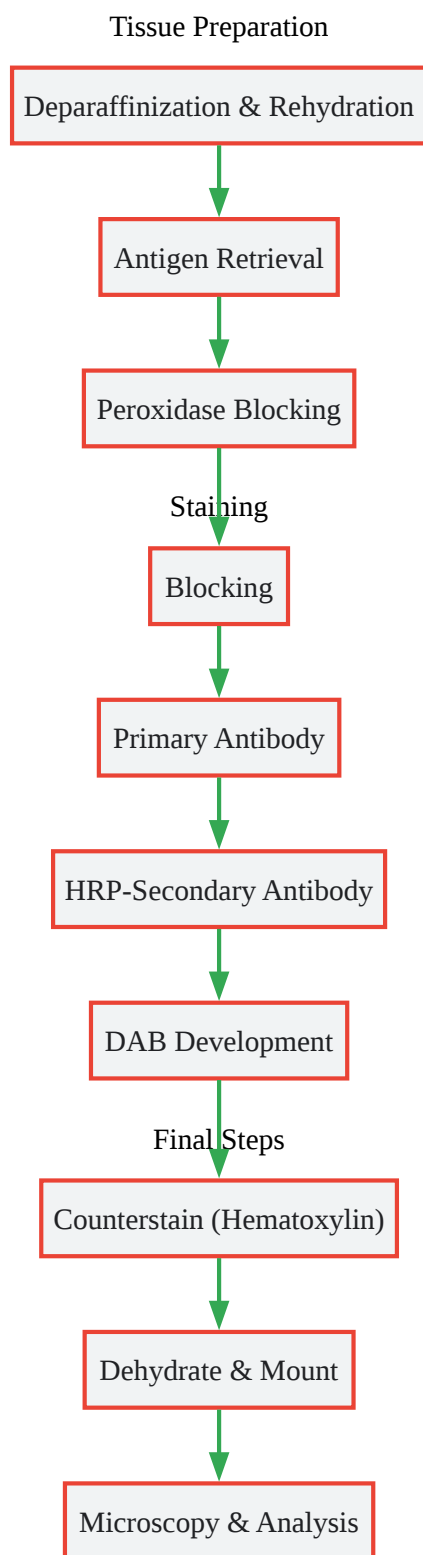 Tissue Preparation
Deparaffinization & Rehydration
Antigen Retrieval
Peroxidase Blocking
Staining
Blocking
Primary Antibody
HRP-Secondary Antibody
DAB Development
Final Steps
Counterstain (Hematoxylin)
Dehydrate & Mount
Microscopy & Analysis